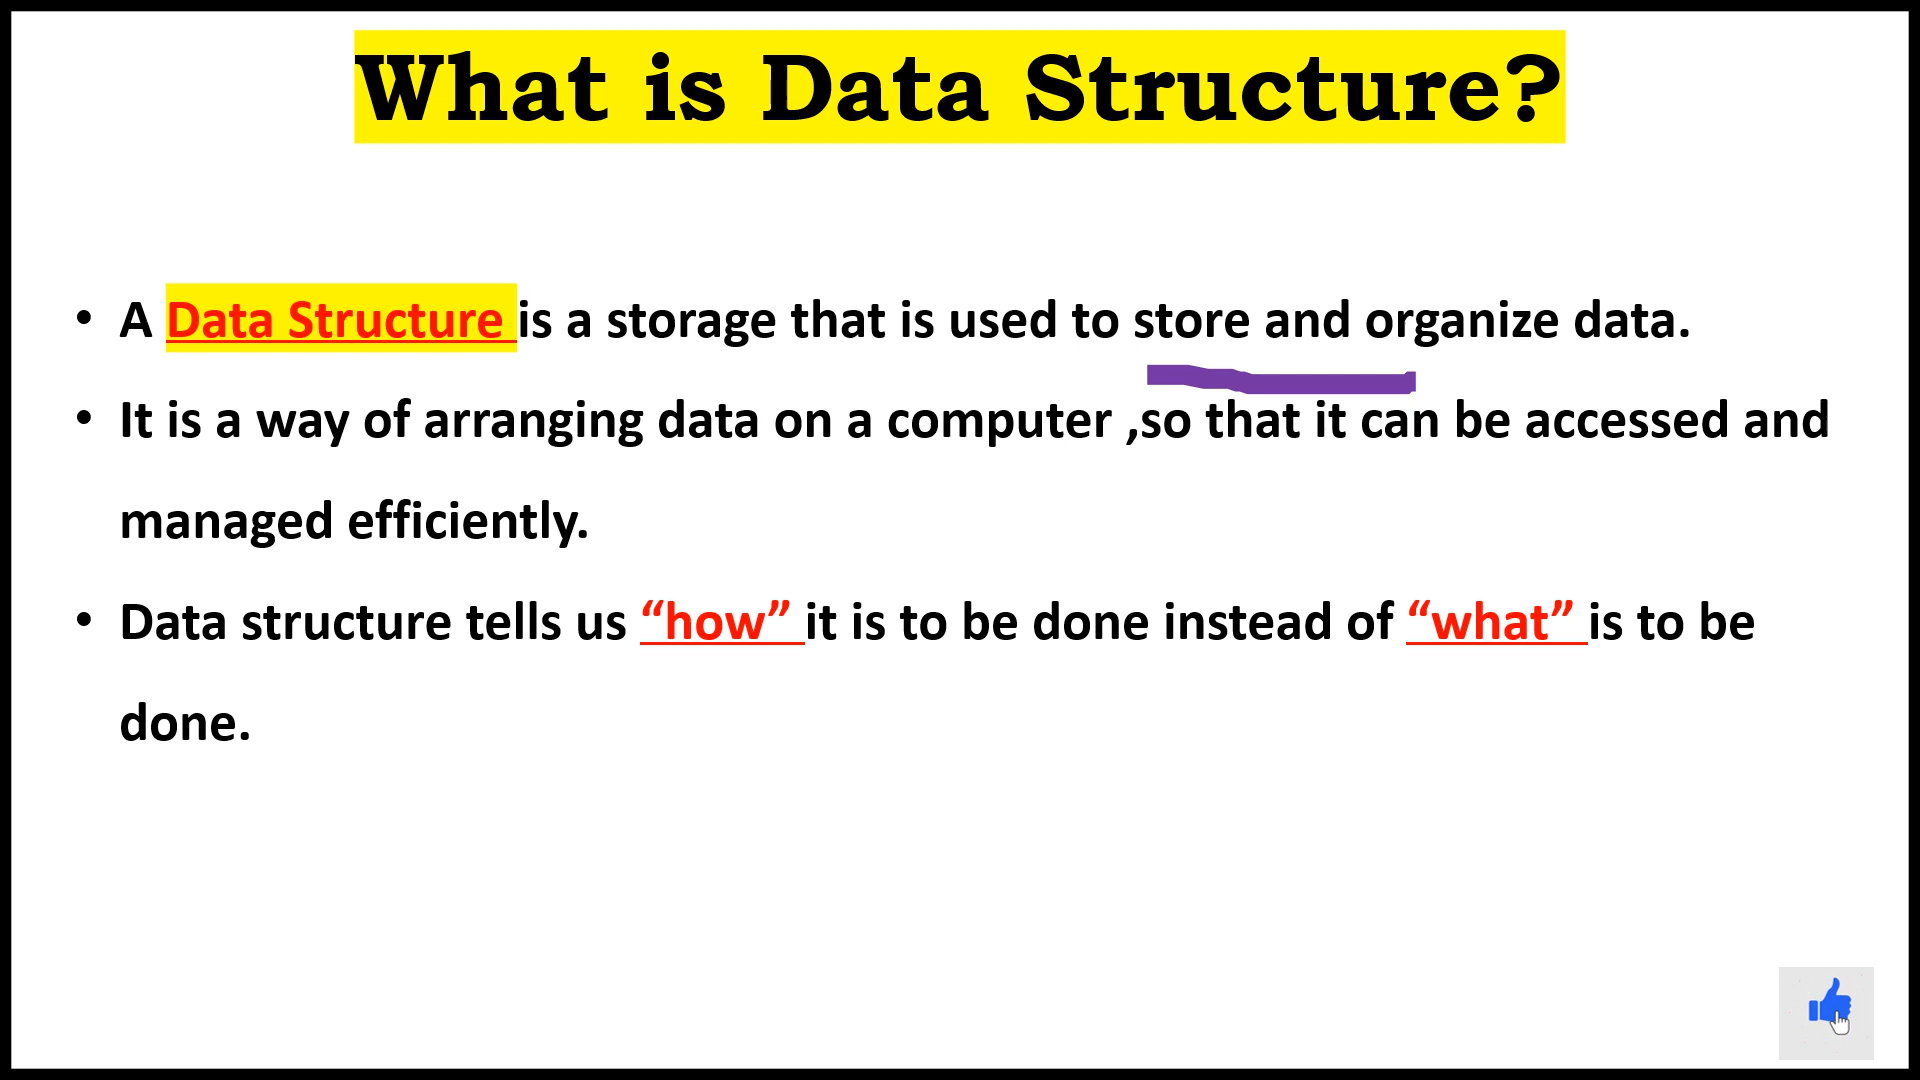 What is Data Structure?
• A Data Structure is a storage that is used to store and organize data.
• It is a way of arranging data on a computer ,so that it can be accessed and
managed efficiently.
• Data structure tells us “how” it is to be done instead of “what” is to be
done.